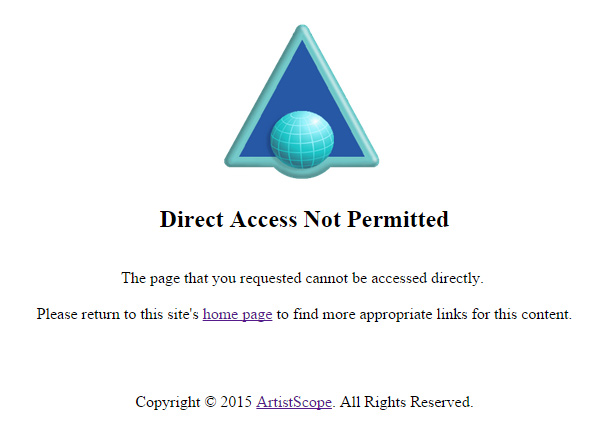 Direct Access Not Permitted
The page that you requested cannot be accessed directly.
Please return to this site's home page to find more appropriate links for this content.
Copyright © 2015 ArtistScope. All Rights Reserved.